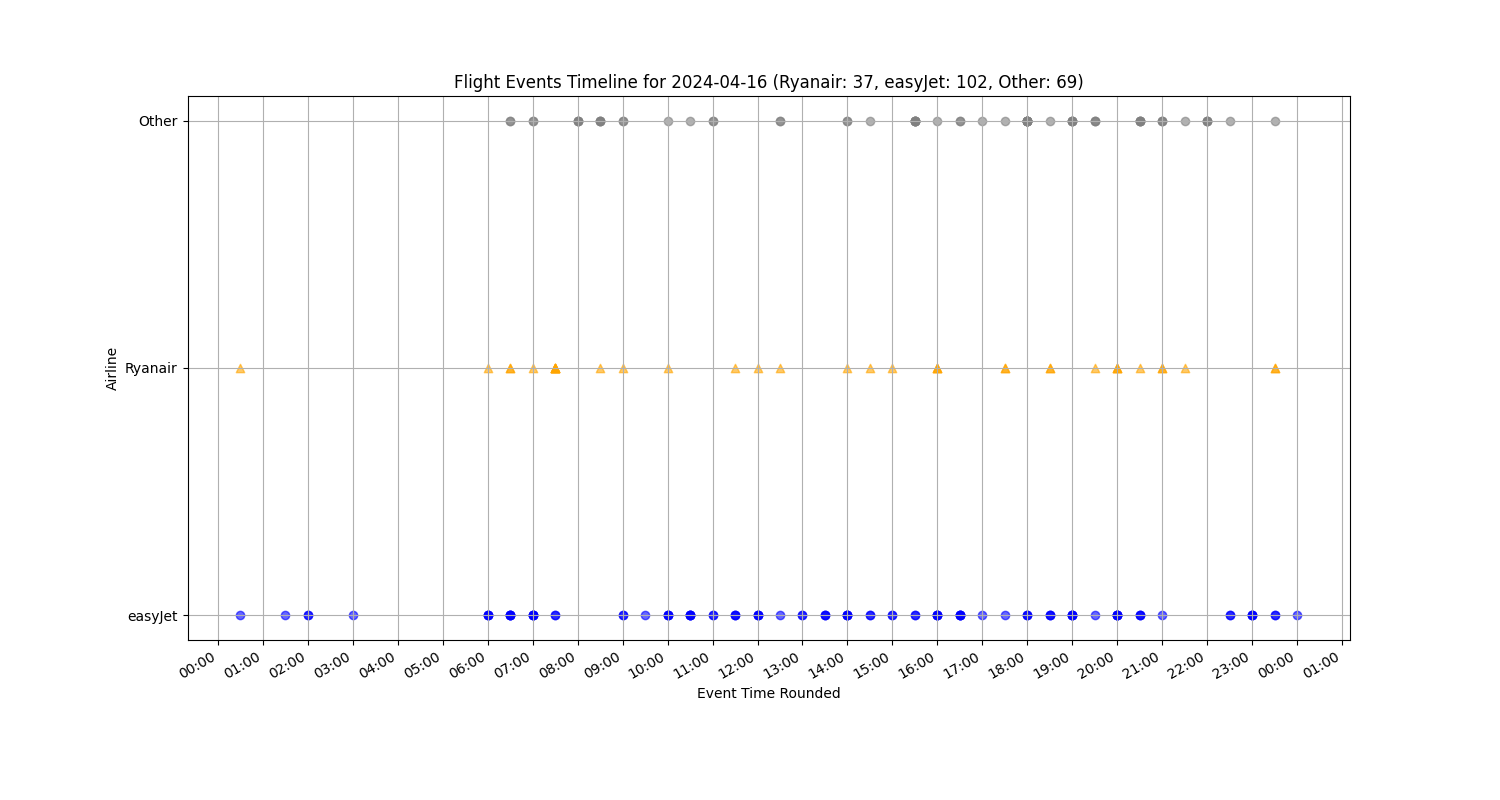 Flight Events Timeline for 2024-04-16 (Ryanair: 37, easyJet: 102, Other: 69)
Other
Ryanair
easyJet
Airline
00:00 01:00 02:00 03:00 04:00 05:00 06:00 07:00 08:00 09:00 10:00 11:00 12:00 13:00 14:00 15:00 16:00 17:00 18:00 19:00 20:00 21:00 22:00 23:00 00:00 01:00
Event Time Rounded